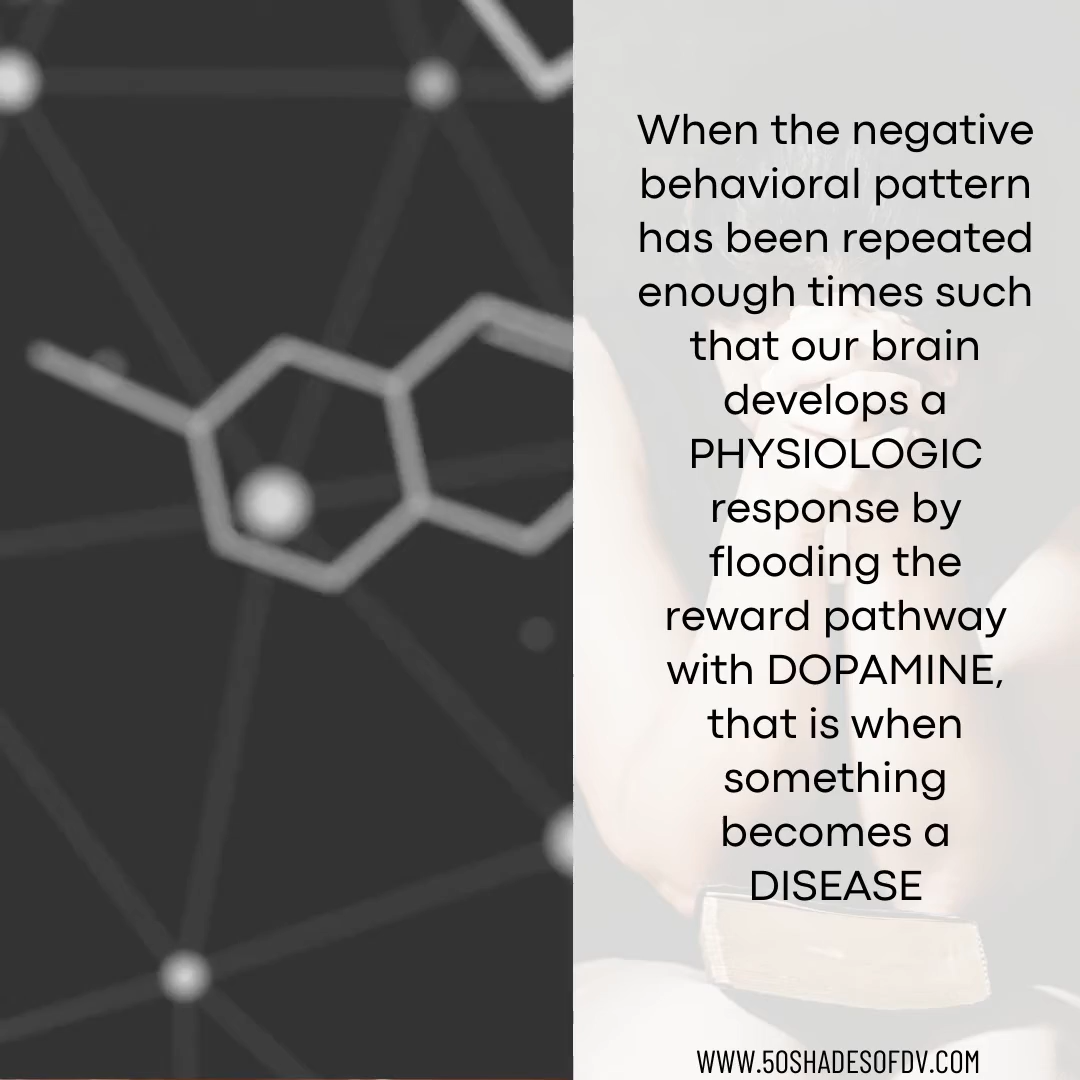 When the negative
behavioral pattern
has been repeated
enough times such
that our brain
develops a
PHYSIOLOGIC
response by
flooding the
reward pathway
with DOPAMINE,
that is when
something
becomes a
DISEASE
WWW.50SHADESOFDV.COM